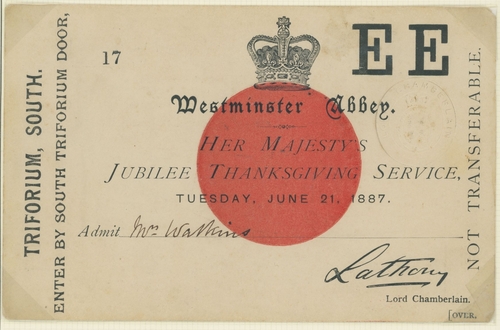 TRIFORIUM, SOUTH.
ENTER BY SOUTH TRIFORIUM DOOR,
17
E E
Westminster Abbey.
HER MAJESTY'S
JUBILEE THANKSGIVING SERVICE,
TUESDAY, JUNE 21, 1887.
Admit Mrs Watkins
Lathom
Lord Chamberlain.
[OVER.
NOT TRANSFERABLE.